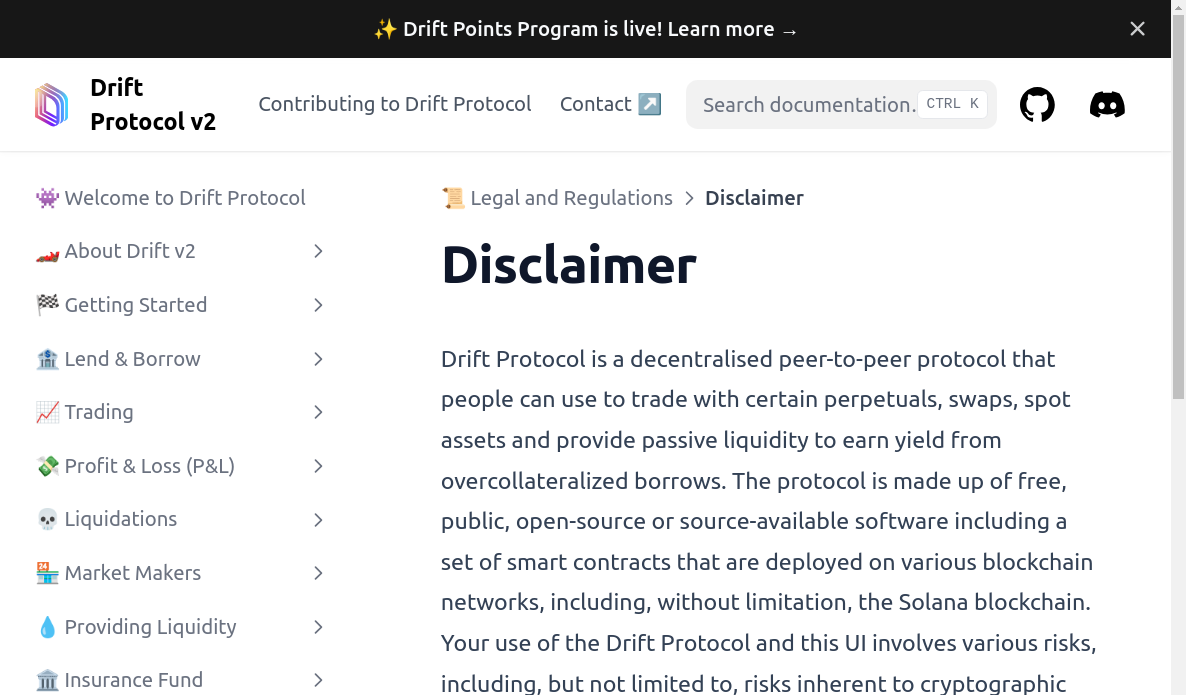 ✨ Drift Points Program is live! Learn more →
Drift
Protocol v2
Contributing to Drift Protocol
Contact ↗️
Search documentation.
CTRL K
👾 Welcome to Drift Protocol
🏎️ About Drift v2
🏁 Getting Started
🏦 Lend & Borrow
📈 Trading
💸 Profit & Loss (P&L)
💀 Liquidations
🏪 Market Makers
💧 Providing Liquidity
🏛️ Insurance Fund
📜 Legal and Regulations > Disclaimer
Disclaimer
Drift Protocol is a decentralised peer-to-peer protocol that
people can use to trade with certain perpetuals, swaps, spot
assets and provide passive liquidity to earn yield from
overcollateralized borrows. The protocol is made up of free,
public, open-source or source-available software including a
set of smart contracts that are deployed on various blockchain
networks, including, without limitation, the Solana blockchain.
Your use of the Drift Protocol and this UI involves various risks,
including, but not limited to, risks inherent to cryptographic